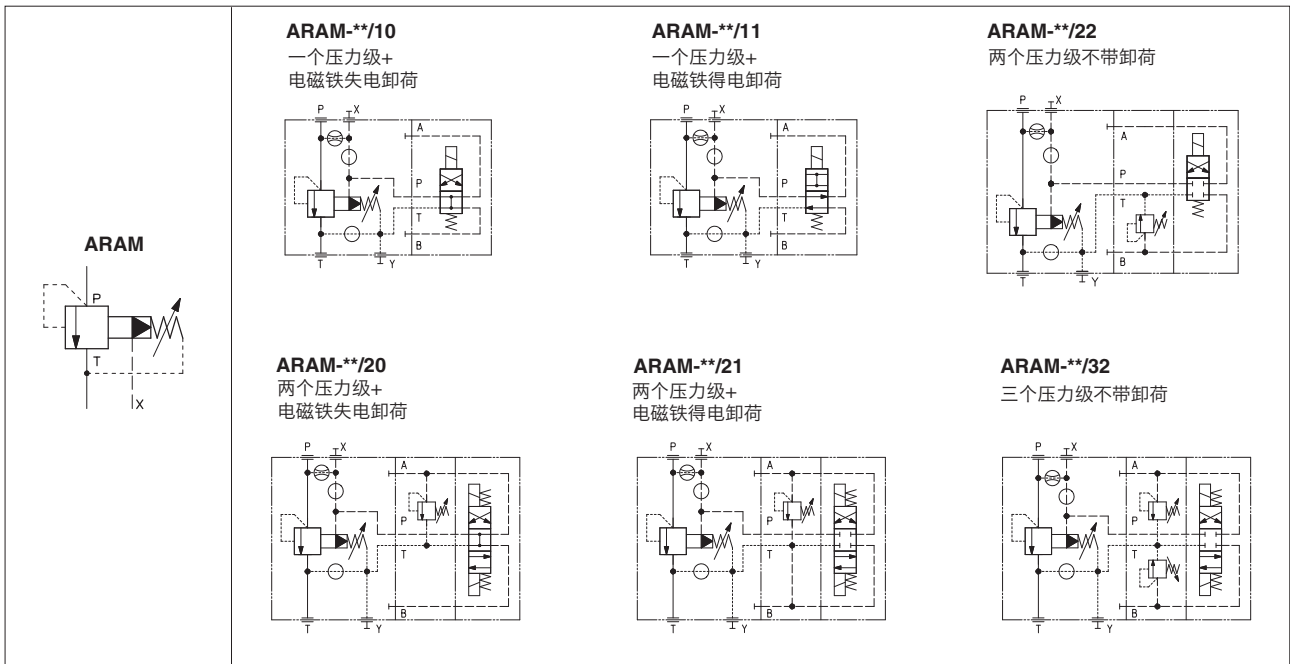 ARAM
P
T
X
ARAM-**/10
一个压力级+
电磁铁失电卸荷
P X
A
P
T
B
T Y
ARAM-**/11
一个压力级+
电磁铁得电卸荷
P X
A
P
T
B
T Y
ARAM-**/22
两个压力级不带卸荷
P X
A
P
T
B
T Y
ARAM-**/20
两个压力级+
电磁铁失电卸荷
P X
A
P
T
B
T Y
ARAM-**/21
两个压力级+
电磁铁得电卸荷
P X
A
P
T
B
T Y
ARAM-**/32
三个压力级不带卸荷
P X
A
P
T
B
T Y